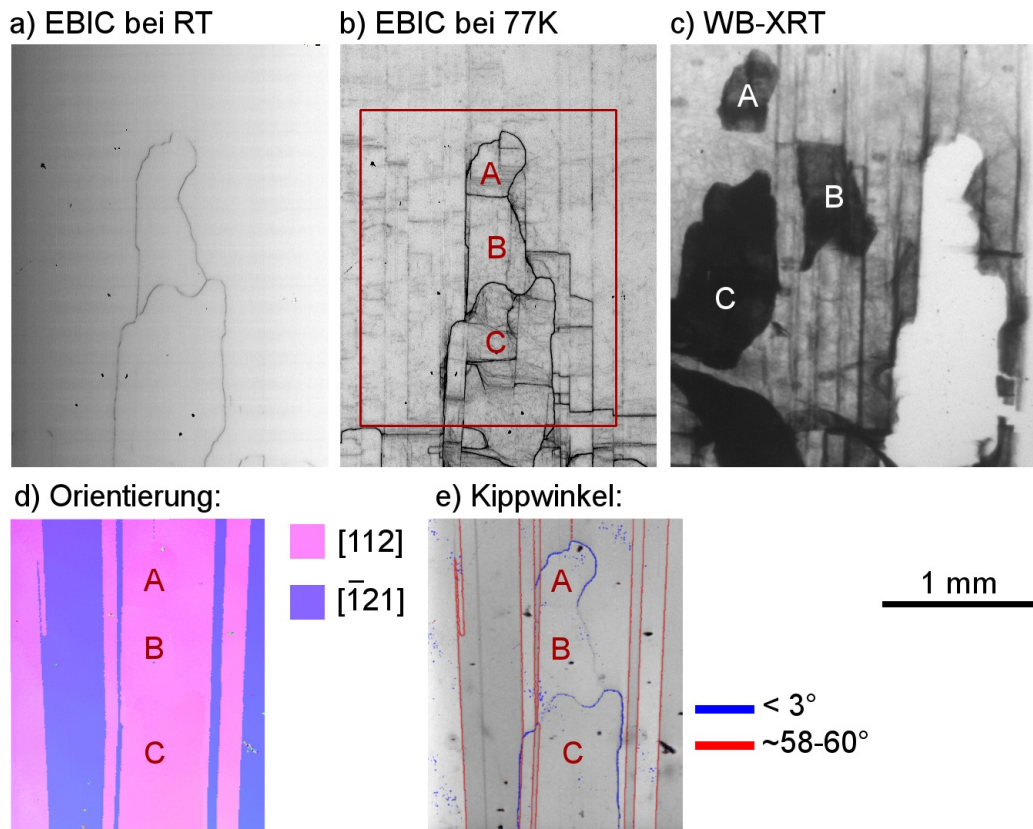 a) EBIC bei RT
b) EBIC bei 77K
c) WB-XRT
A
B
C
A
B
C
d) Orientierung:
e) Kippwinkel:
[112]
[1̅21]
A
B
C
A
B
C
1 mm
< 3°
~58-60°